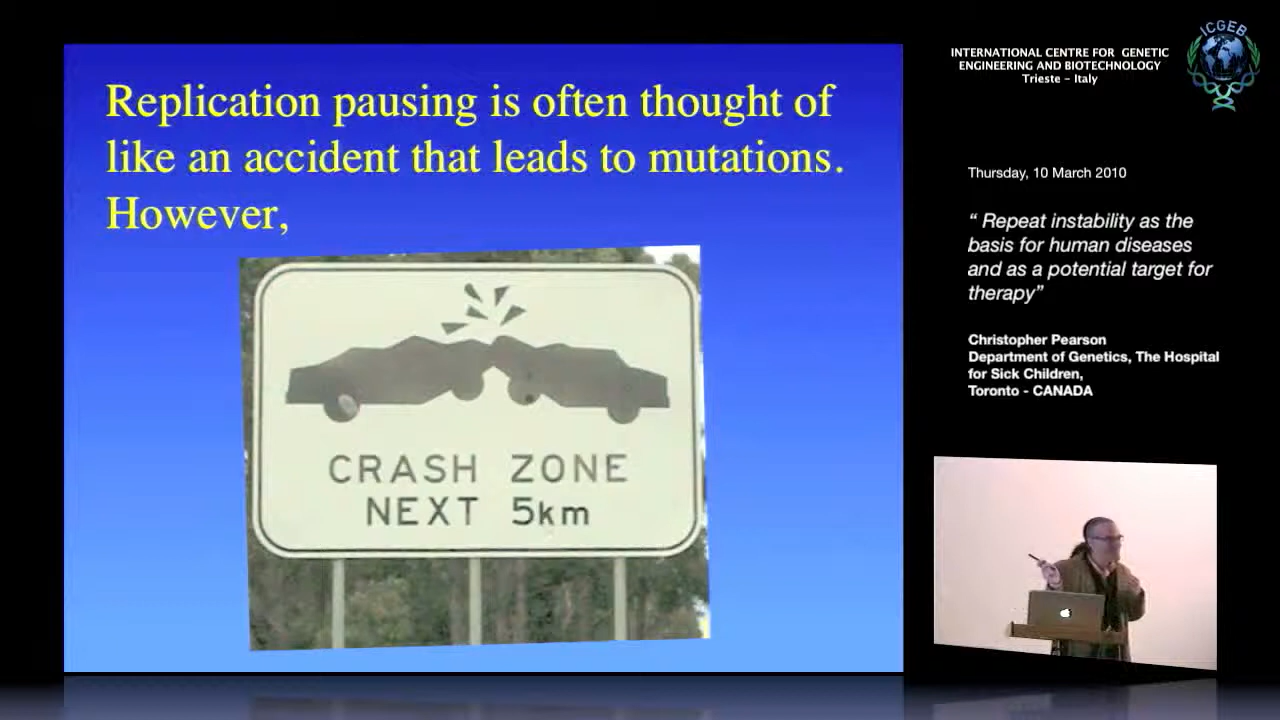 Replication pausing is often thought of
like an accident that leads to mutations.
However,
CRASH ZONE
NEXT 5km
ICGEB
INTERNATIONAL CENTRE FOR GENETIC
ENGINEERING AND BIOTECHNOLOGY
Trieste - Italy
Thursday, 10 March 2010
“ Repeat instability as the
basis for human diseases
and as a potential target for
therapy”
Christopher Pearson
Department of Genetics, The Hospital
for Sick Children,
Toronto - CANADA